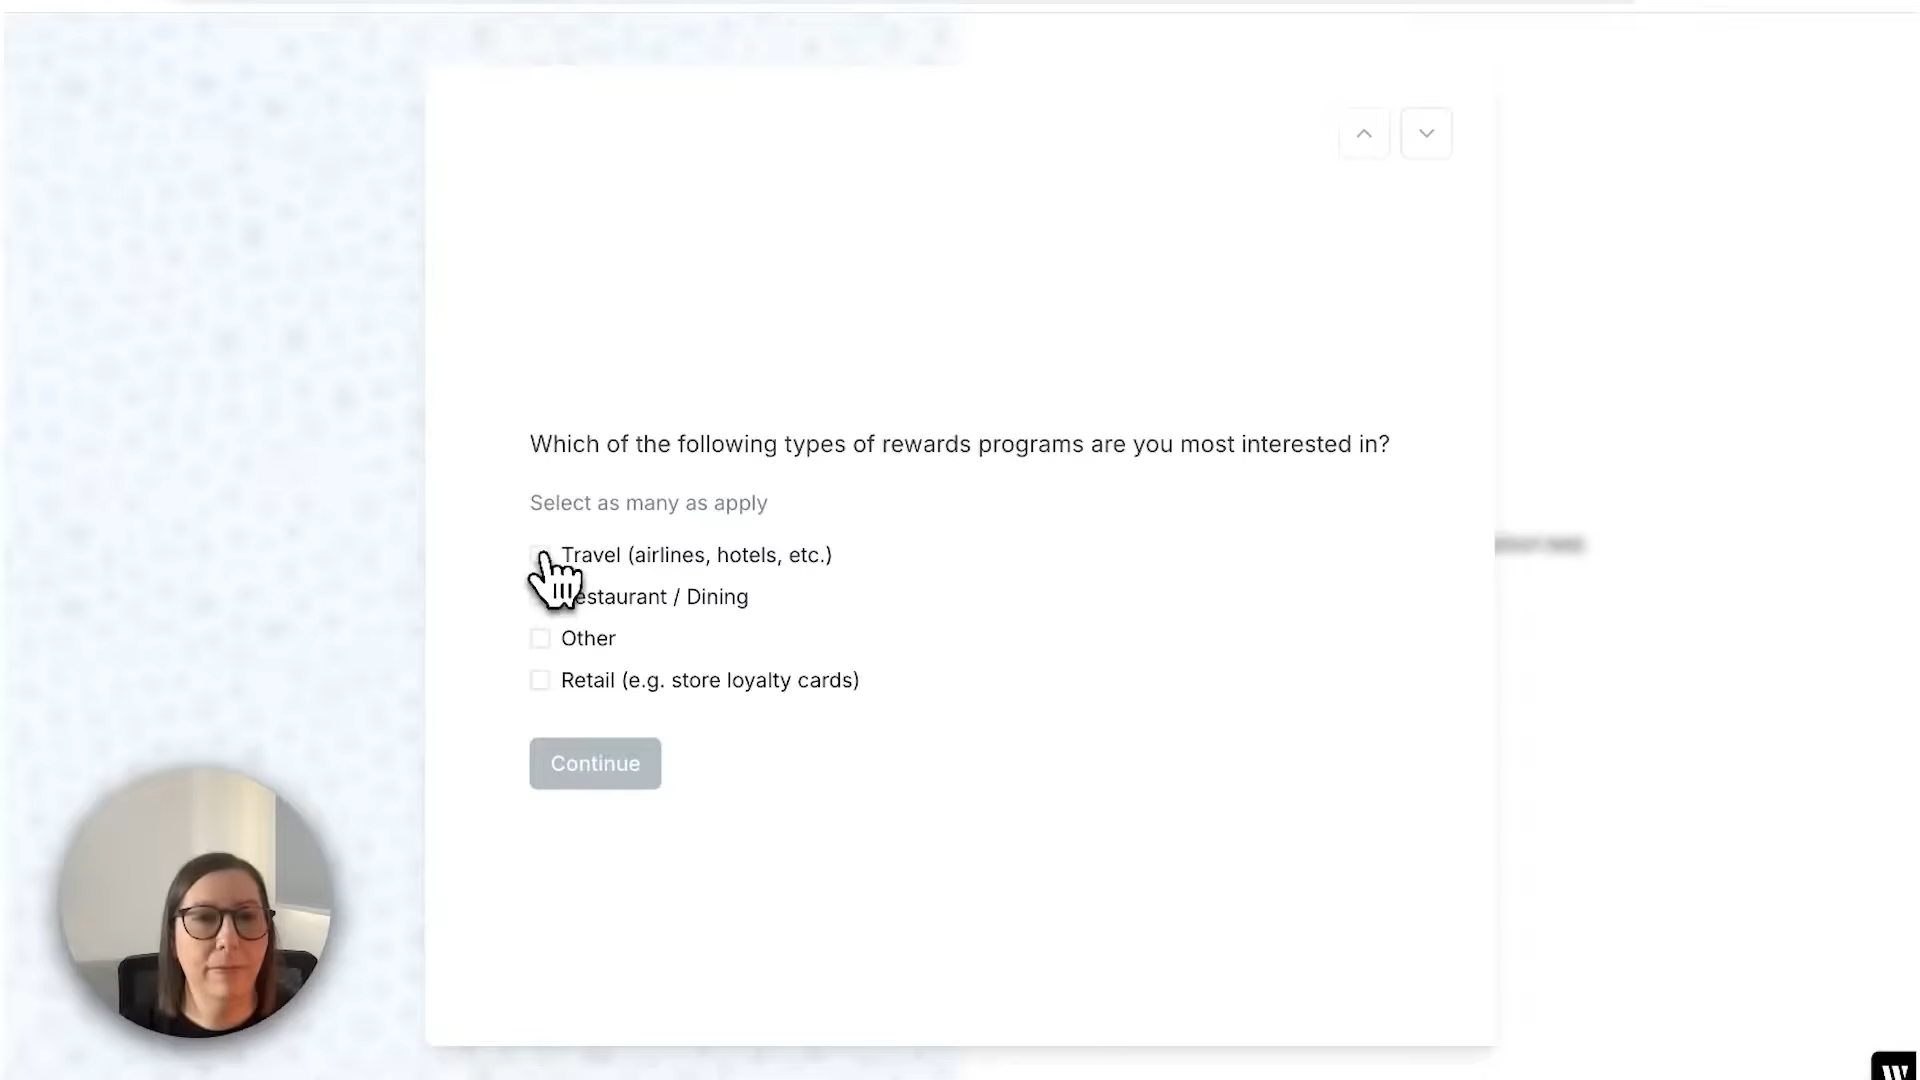 Which of the following types of rewards programs are you most interested in?
Select as many as apply
Travel (airlines, hotels, etc.)
/ Dining
Other
Retail (e.g. store loyalty cards)
Continue
W